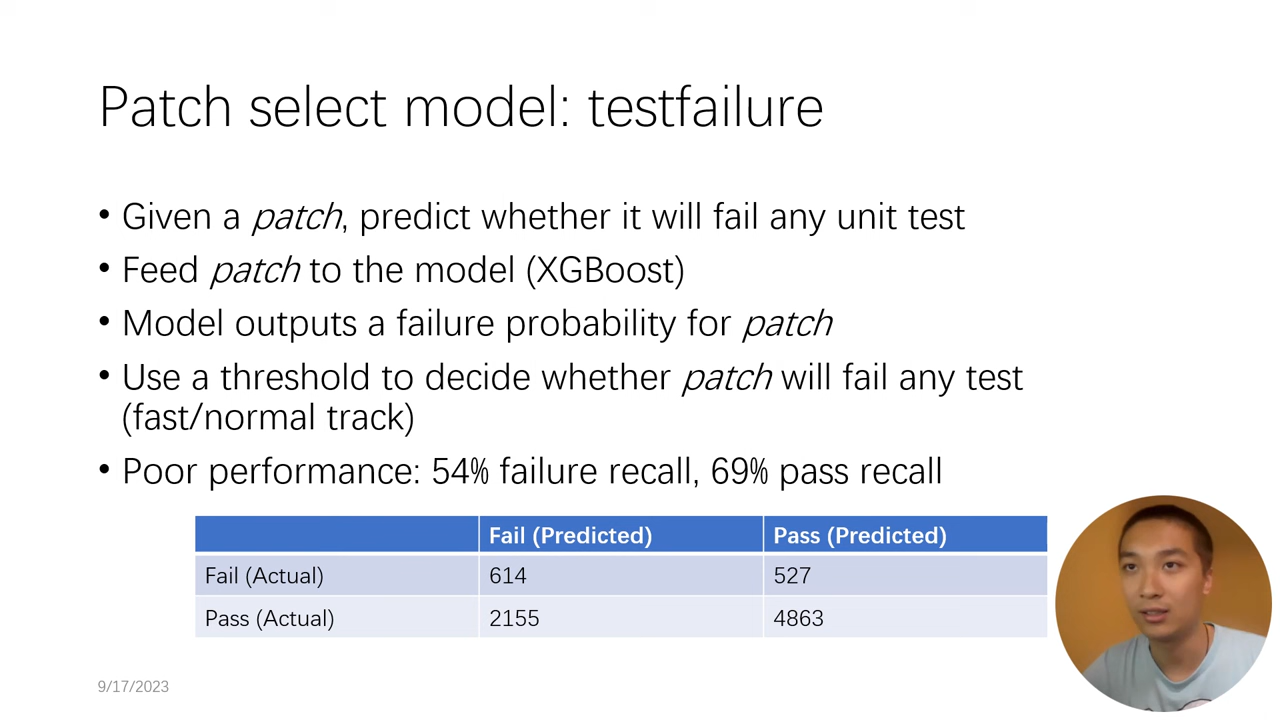 Patch select model: testfailure
• Given a patch, predict whether it will fail any unit test
• Feed patch to the model (XGBoost)
• Model outputs a failure probability for patch
• Use a threshold to decide whether patch will fail any test
(fast/normal track)
• Poor performance: 54% failure recall, 69% pass recall
Fail (Predicted) Pass (Predicted)
Fail (Actual) 614 527
Pass (Actual) 2155 4863
9/17/2023